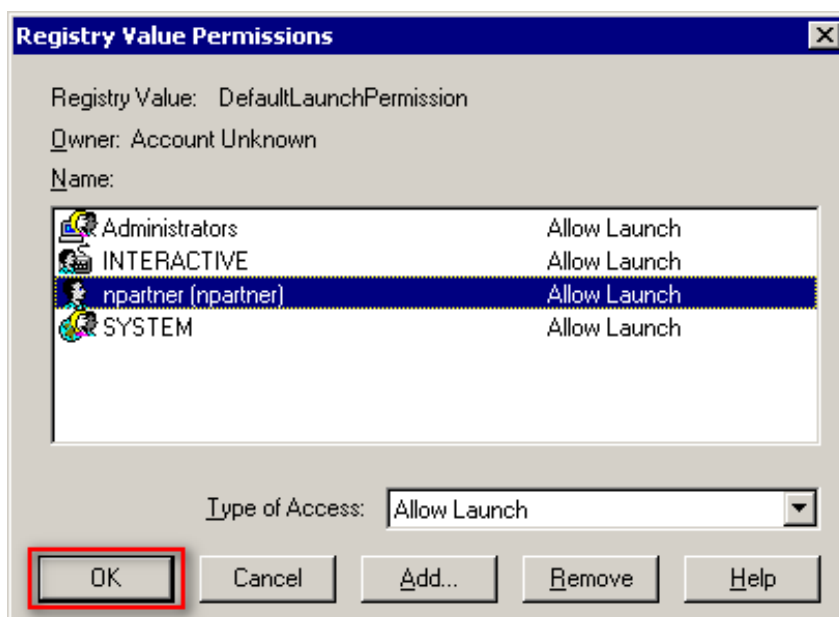 Registry Value Permissions
Registry Value: DefaultLaunchPermission
Owner: Account Unknown
Name:
Administrators Allow Launch
INTERACTIVE Allow Launch
npartner (npartner) Allow Launch
SYSTEM Allow Launch
Type of Access: Allow Launch
OK Cancel Add... Remove Help